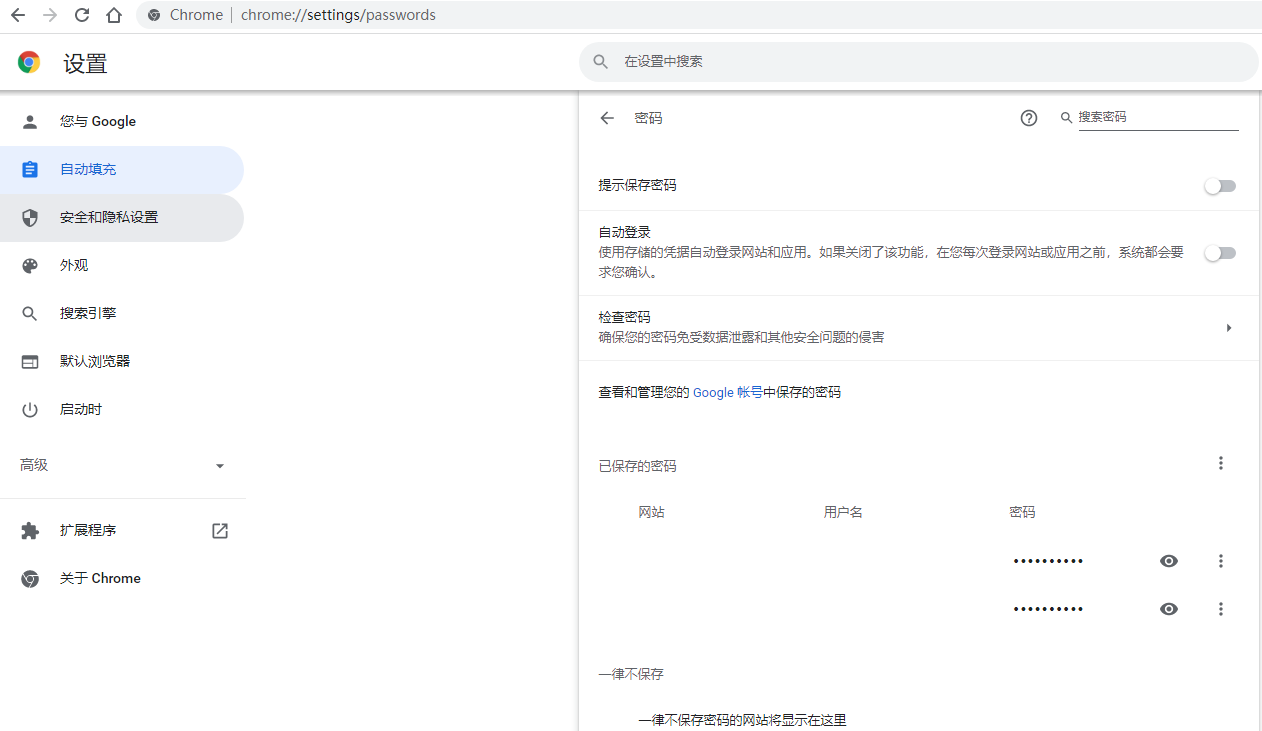 Chrome | chrome://settings/passwords
设置
在设置中搜索
您与 Google
自动填充
安全和隐私设置
外观
搜索引擎
默认浏览器
启动时
高级
扩展程序
关于 Chrome
密码
搜索密码
提示保存密码
自动登录
使用存储的凭据自动登录网站和应用。如果关闭了该功能，在您每次登录网站或应用之前，系统都会要
求您确认。
检查密码
确保您的密码免受数据泄露和其他安全问题的侵害
查看和管理您的 Google 帐号中保存的密码
已保存的密码
网站 用户名 密码
••••••••••
••••••••••
一律不保存
一律不保存密码的网站将显示在这里